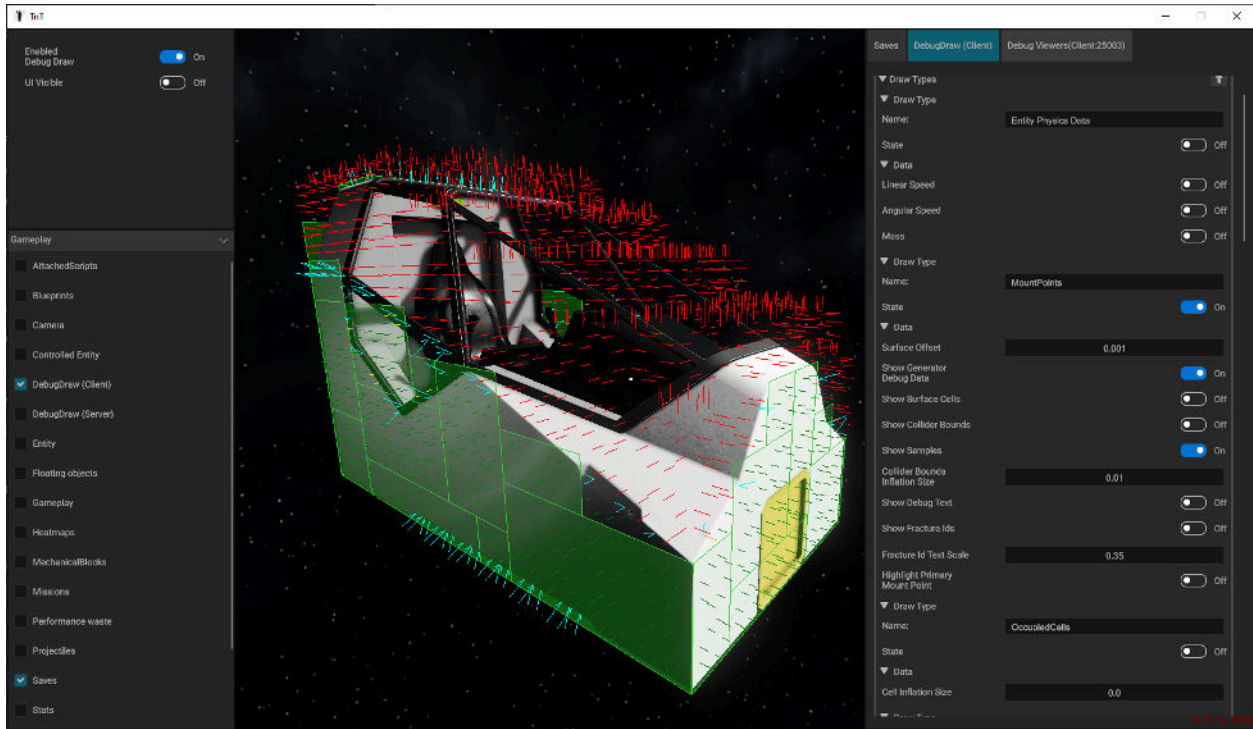 TnT
Enabled
Debug Draw
On
UI Visible
Off
Gameplay
AttachedScripts
Blueprints
Camera
Controlled Entity
DebugDraw (Client)
DebugDraw (Server)
Entity
Floating objects
Gameplay
Heatmaps
MechanicalBlocks
Missions
Performance waste
Projectiles
Saves
Stats
Saves
DebugDraw (Client)
Debug Viewers(Client:25003)
Draw Types
Draw Type
Name:
Entity Physics Data
State
Off
Data
Linear Speed
Off
Angular Speed
Off
Mass
Off
Draw Type
Name:
MountPoints
State
On
Data
Surface Offset
0.001
Show Generator
Debug Data
On
Show Surface Cells
Off
Show Collider Bounds
Off
Show Samples
On
Collider Bounds
Inflation Size
0.01
Show Debug Text
Off
Show Fracture Ids
Off
Fracture Id Text Scale
0.35
Highlight Primary
Mount Point
Off
Draw Type
Name:
OccupiedCells
State
Off
Data
Cell Inflation Size
0.0
Draw Type